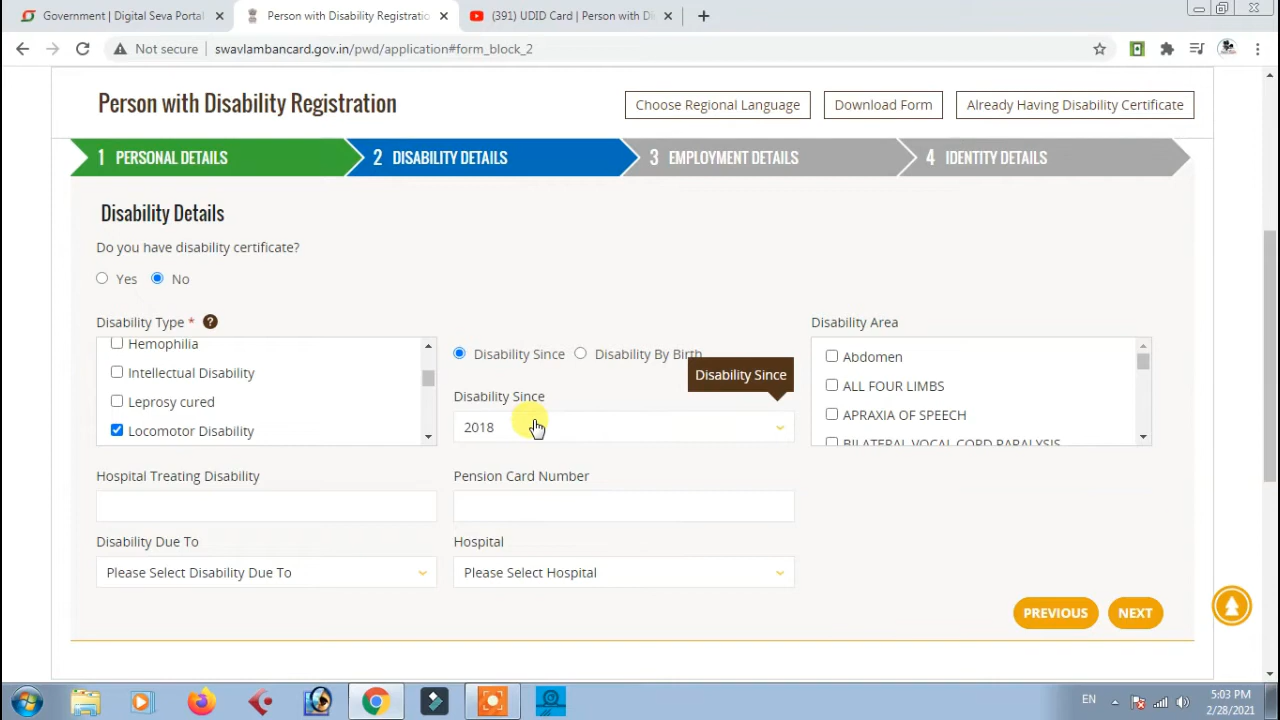 Government | Digital Seva Portal
Person with Disability Registratio
(391) UDID Card | Person with Di
Not secure
swavlambancard.gov.in/pwd/application#form_block_2
Person with Disability Registration
Choose Regional Language
Download Form
Already Having Disability Certificate
1 PERSONAL DETAILS
2 DISABILITY DETAILS
3 EMPLOYMENT DETAILS
4 IDENTITY DETAILS
Disability Details
Do you have disability certificate?
Yes No
Disability Type * ?
Hemophilia
Intellectual Disability
Leprosy cured
Locomotor Disability
Disability Since Disability By Birth
Disability Since
Disability Since
2018
Disability Area
Abdomen
ALL FOUR LIMBS
APRAXIA OF SPEECH
BILATERAL VOCAL CORD PARALYSIS
Hospital Treating Disability
Pension Card Number
Disability Due To
Please Select Disability Due To
Hospital
Please Select Hospital
PREVIOUS
NEXT
EN
5:03 PM
2/28/2021